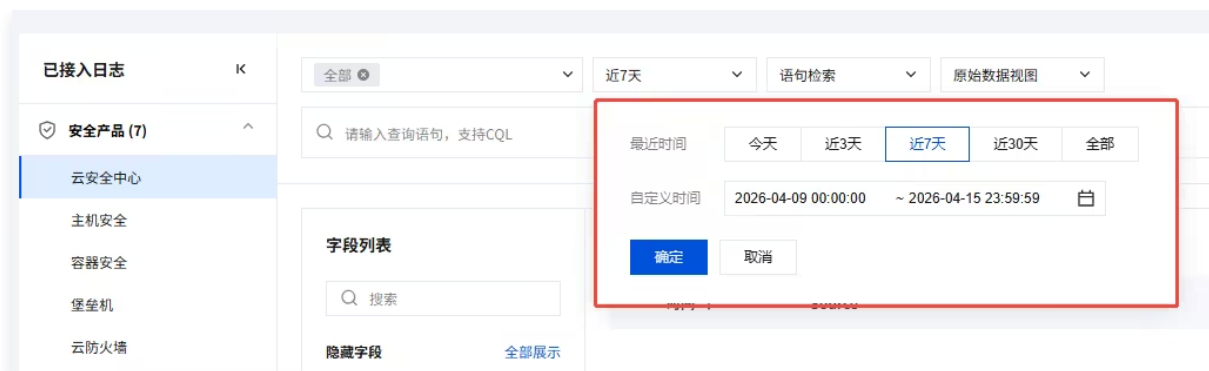 已接入日志
全部
近7天
语句检索
原始数据视图
安全产品 (7)
请输入查询语句，支持CQL
最近时间
今天
近3天
近7天
近30天
全部
云安全中心
自定义时间
2026-04-09 00:00:00 ~ 2026-04-15 23:59:59
主机安全
字段列表
确定
取消
容器安全
搜索
堡垒机
云防火墙
隐藏字段
全部展示